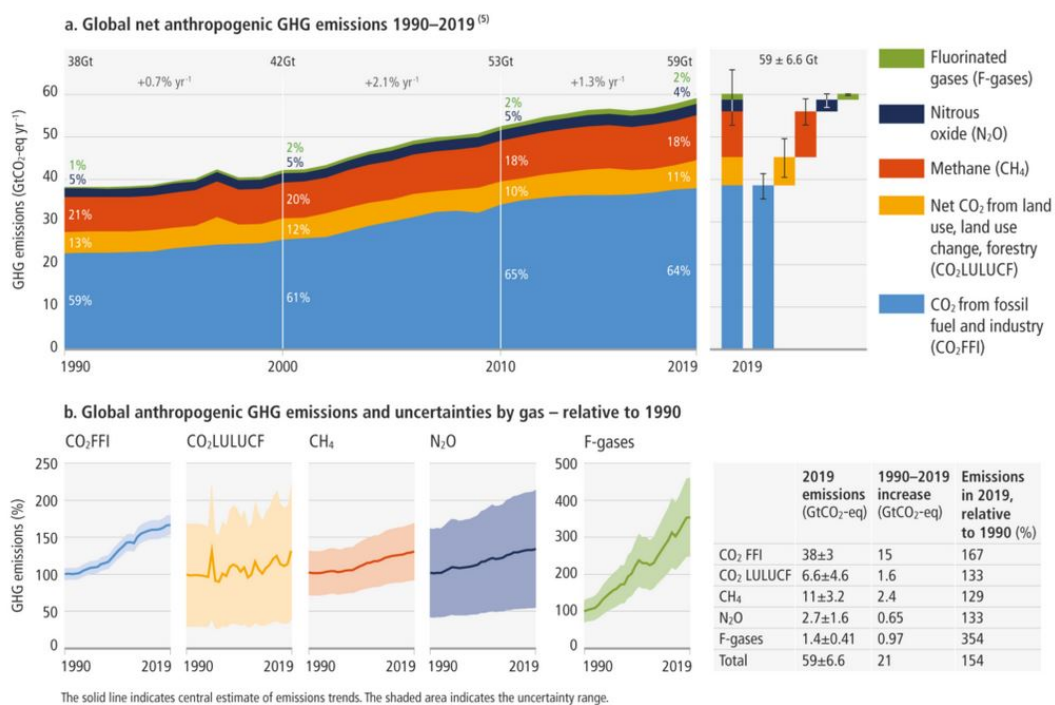 a. Global net anthropogenic GHG emissions 1990–2019 (5)
38Gt
42Gt
53Gt
59Gt
59 ± 6.6 Gt
+0.7% yr-1
+2.1% yr-1
+1.3% yr-1
GHG emissions (GtCO2-eq yr-1)
60
50
40
30
20
10
0
1%
5%
21%
13%
59%
2%
5%
20%
12%
61%
2%
5%
18%
10%
65%
2%
4%
18%
11%
64%
1990
2000
2010
2019
2019
Fluorinated
gases (F-gases)
Nitrous
oxide (N2O)
Methane (CH4)
Net CO2 from land
use, land use
change, forestry
(CO2LULUCF)
CO2 from fossil
fuel and industry
(CO2FFI)
b. Global anthropogenic GHG emissions and uncertainties by gas – relative to 1990
CO2FFI
CO2LULUCF
CH4
N2O
F-gases
GHG emissions (%)
250
200
150
100
50
0
500
400
300
200
100
0
1990 2019
1990 2019
1990 2019
1990 2019
1990 2019
2019 emissions (GtCO2-eq)
1990–2019 increase (GtCO2-eq)
Emissions in 2019, relative to 1990 (%)
CO2 FFI 38±3 15 167
CO2 LULUCF 6.6±4.6 1.6 133
CH4 11±3.2 2.4 129
N2O 2.7±1.6 0.65 133
F-gases 1.4±0.41 0.97 354
Total 59±6.6 21 154
The solid line indicates central estimate of emissions trends. The shaded area indicates the uncertainty range.